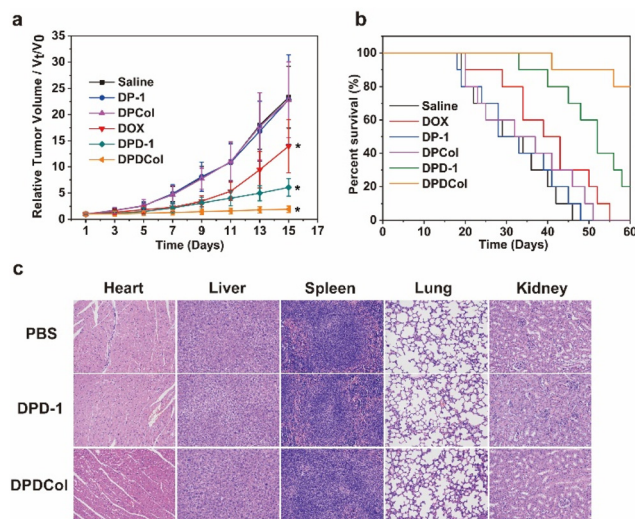 a
Relative Tumor Volume / Vt/V0
35
30
25
20
15
10
5
0
Saline
DP-1
DPCol
DOX
DPD-1
DPDCol
*
*
*
1 3 5 7 9 11 13 15 17
Time (Days)
b
Percent survival (%)
100
80
60
40
20
0
Saline
DOX
DP-1
DPCol
DPD-1
DPDCol
0 10 20 30 40 50 60
Time (Days)
c
Heart Liver Spleen Lung Kidney
PBS
DPD-1
DPDCol